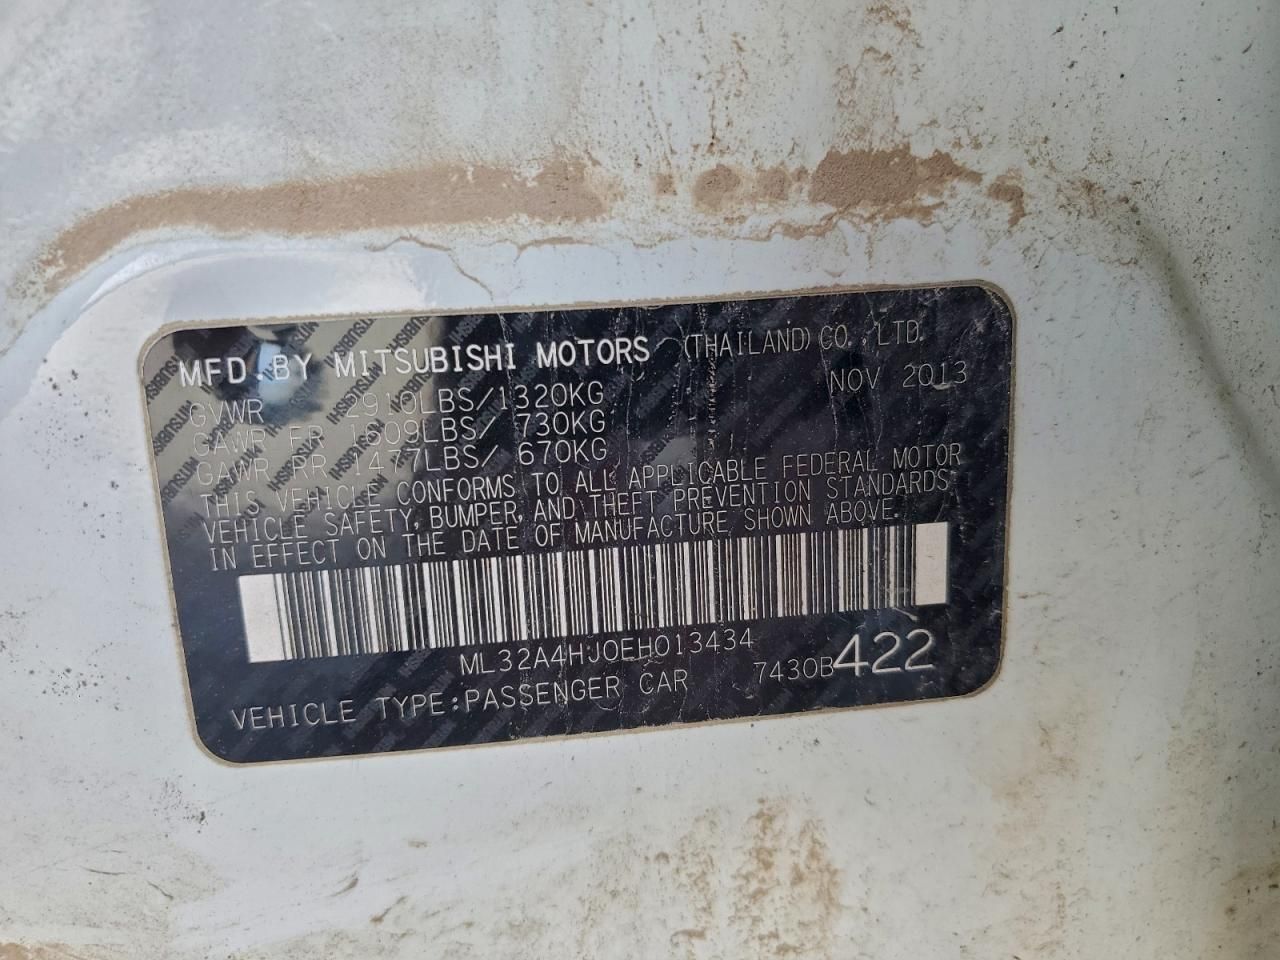 MFD.BY MITSUBISHI MOTORS (THAILAND) CO., LTD.
NOV 2013
GVWR 2910LBS/1320KG
GAWR FR 1609LBS/ 730KG
GAWR RR 1477LBS/ 670KG
THIS VEHICLE CONFORMS TO ALL APPLICABLE FEDERAL MOTOR
VEHICLE SAFETY, BUMPER, AND THEFT PREVENTION STANDARDS
IN EFFECT ON THE DATE OF MANUFACTURE SHOWN ABOVE.
ML32A4HJ0EH013434
VEHICLE TYPE:PASSENGER CAR 7430B422